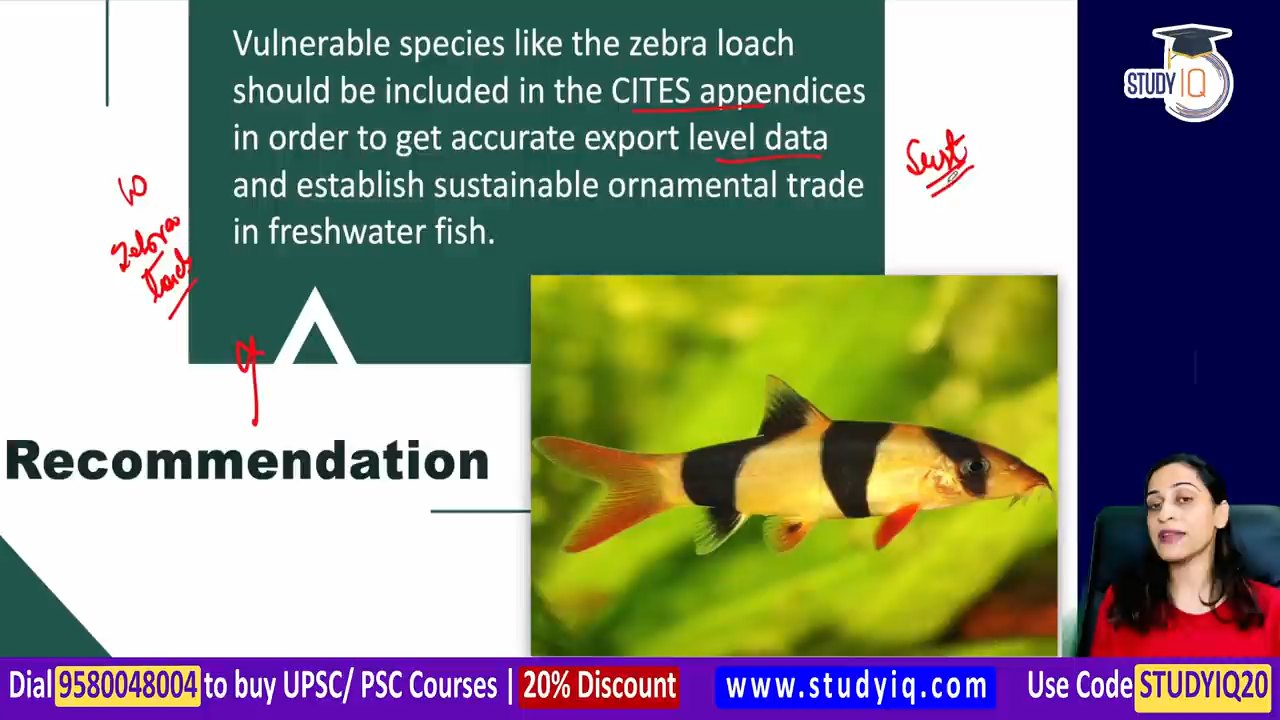 Vulnerable species like the zebra loach
should be included in the CITES appendices
in order to get accurate export level data
and establish sustainable ornamental trade
in freshwater fish.
STUDY IQ
Sust
Zebra
loach
Recommendation
Dial 9580048004 to buy UPSC/ PSC Courses | 20% Discount www.studyiq.com Use Code STUDYIQ20